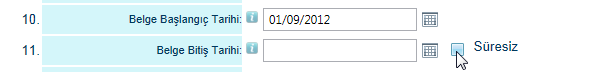 10. Belge Başlangıç Tarihi: 01/09/2012
11. Belge Bitiş Tarihi: Süresiz